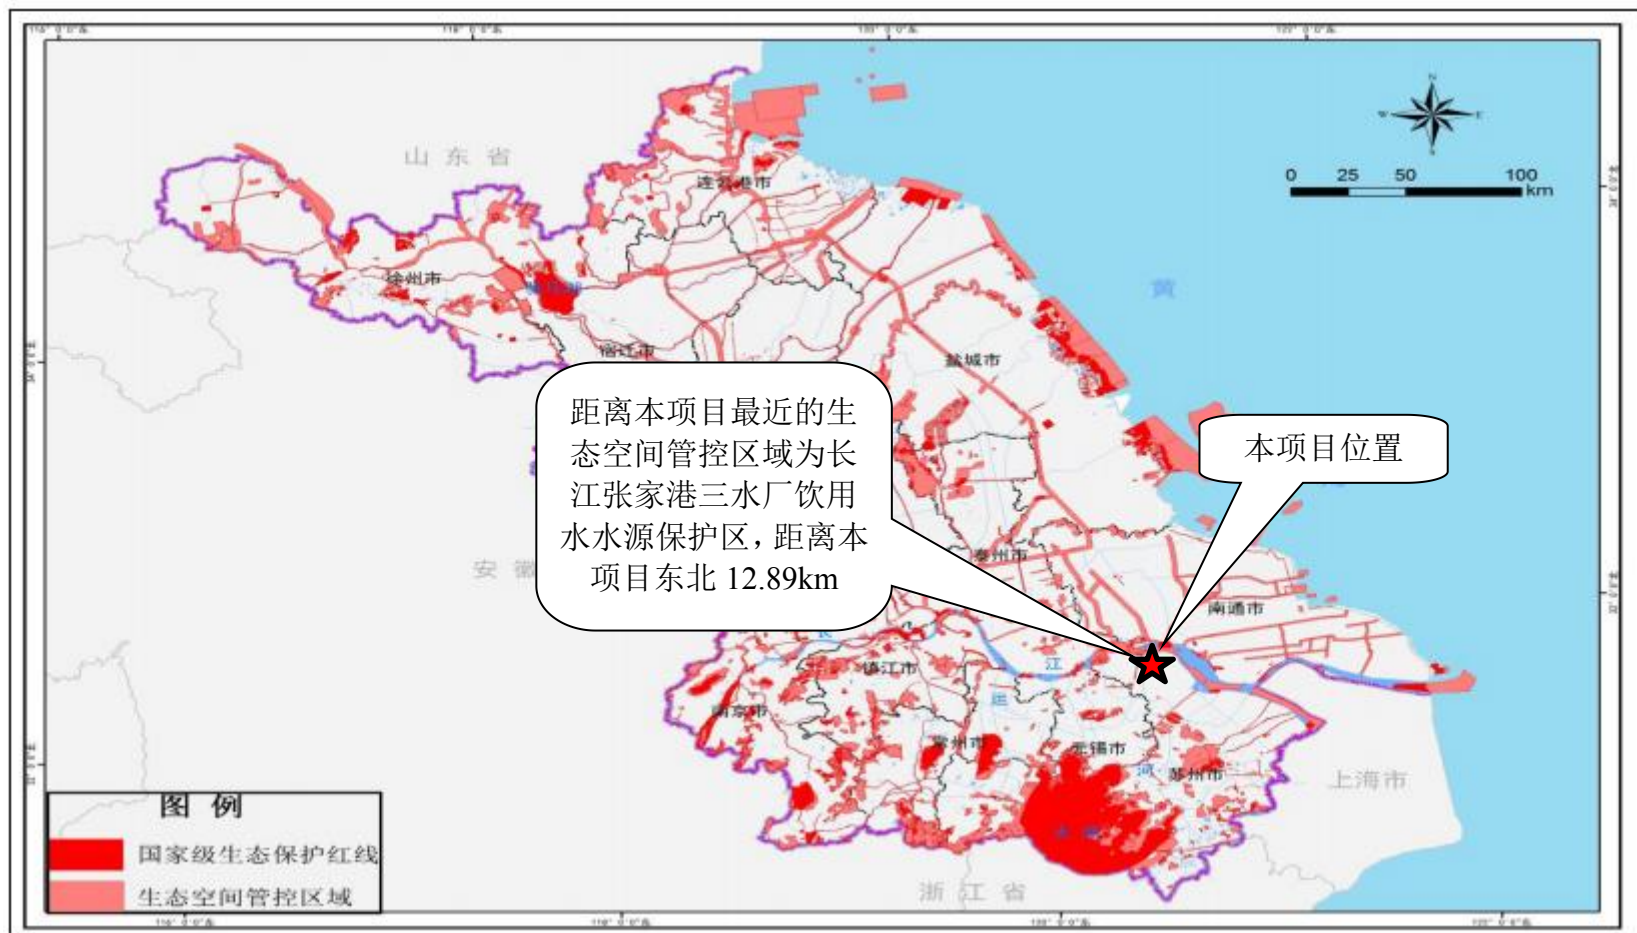 N
W
E
S
0 25 50 100
km
山东省
连云港市
徐州市
宿迁市
黄
盐城市
距离本项目最近的生
态空间管控区域为长
江张家港三水厂饮用
水水源保护区，距离本
项目东北 12.89km
本项目位置
安徽
泰州市
南通市
长
江
镇江市
运
南京市
常州市
无锡市
河
苏州市
上海市
太湖
浙江省
图例
国家级生态保护红线
生态空间管控区域